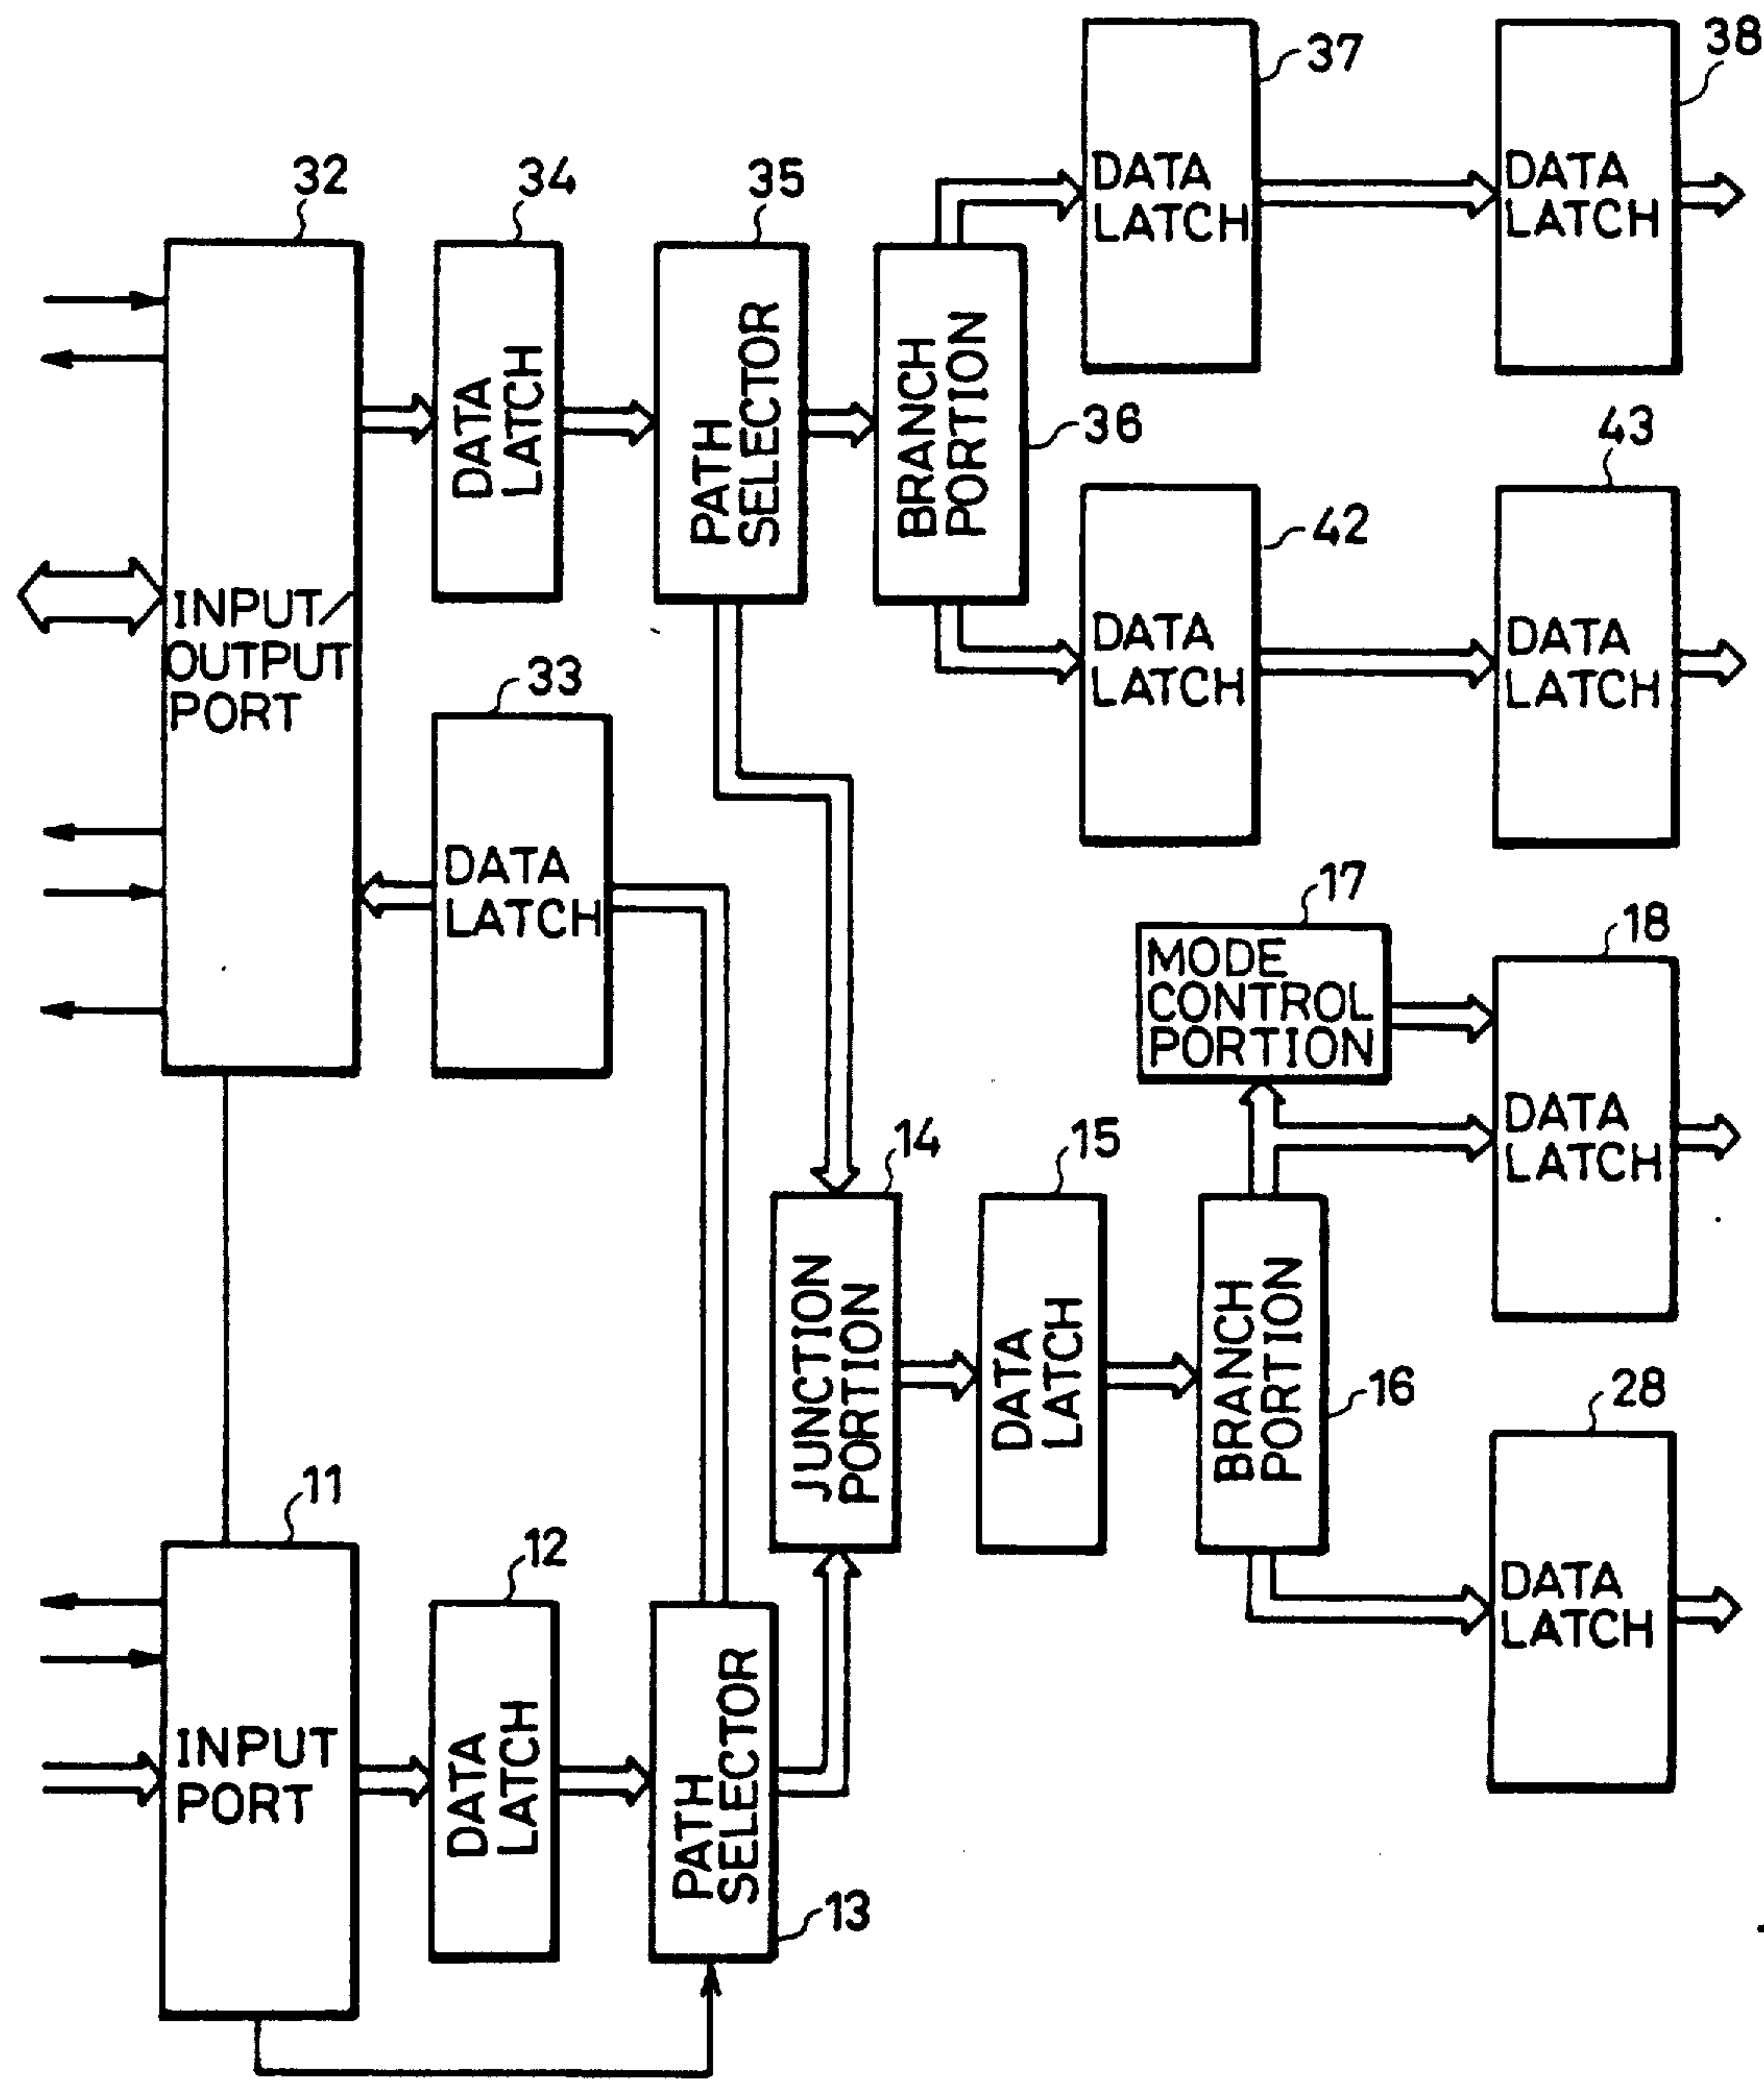 37
38
32
34
35
DATA
LATCH
DATA
LATCH
DATA
LATCH
PATH
SELECTOR
BRANCH
PORTION
36
43
42
INPUT/
OUTPUT
PORT
DATA
LATCH
DATA
LATCH
33
DATA
LATCH
17
MODE
CONTROL
PORTION
18
DATA
LATCH
14
15
JUNCTION
PORTION
DATA
LATCH
BRANCH
PORTION
16
28
DATA
LATCH
11
INPUT
PORT
12
DATA
LATCH
PATH
SELECTOR
13